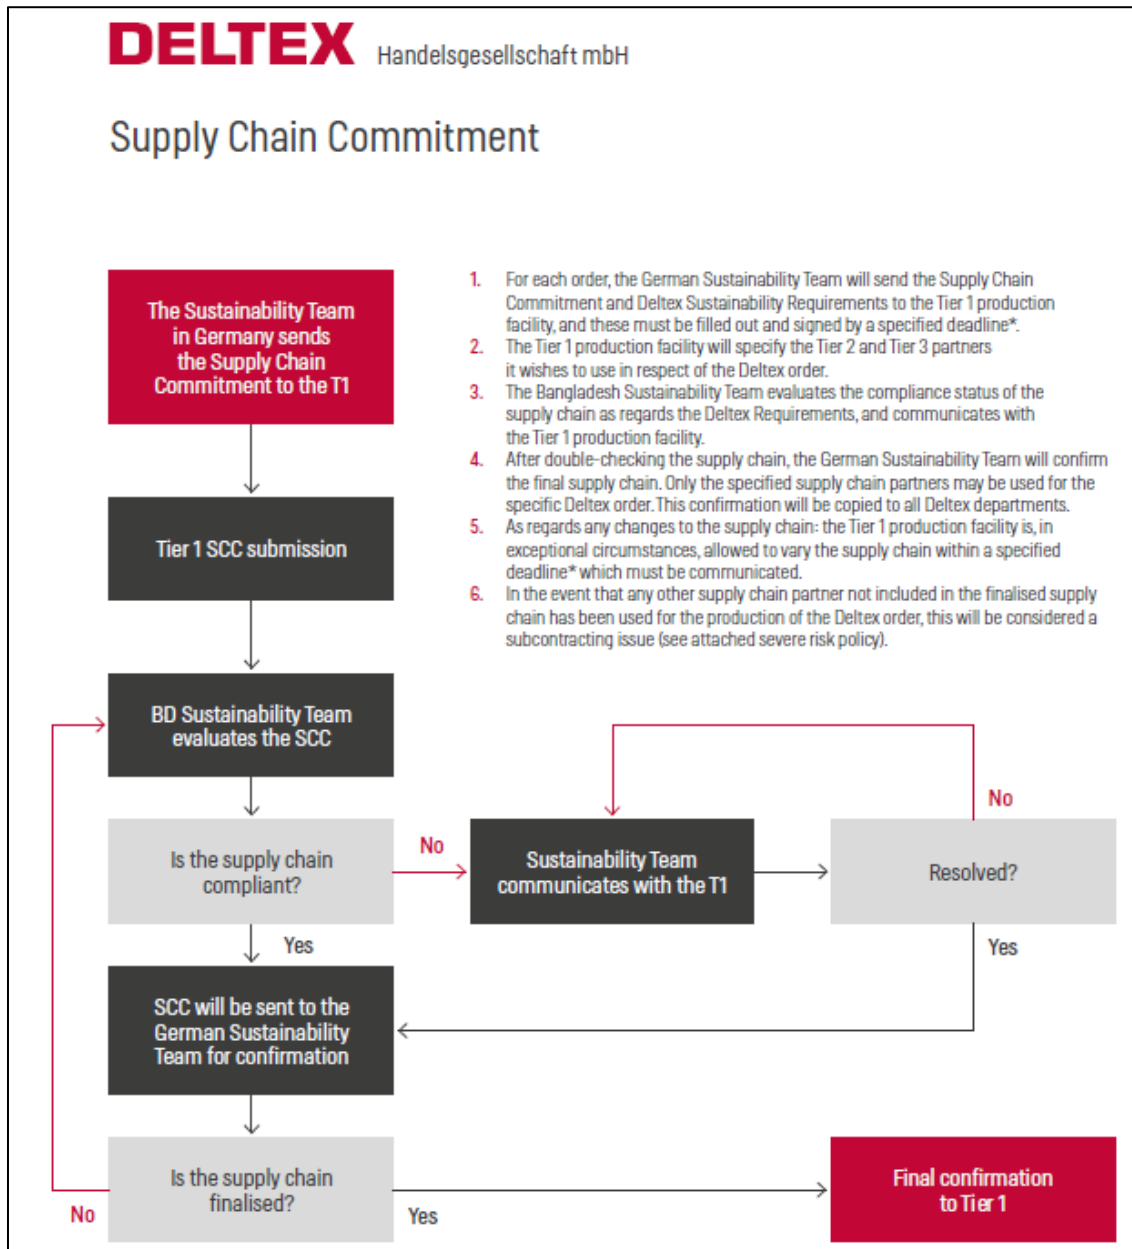 DELTEX Handelsgesellschaft mbH
Supply Chain Commitment
The Sustainability Team
in Germany sends
the Supply Chain
Commitment to the T1
1. For each order, the German Sustainability Team will send the Supply Chain
Commitment and Deltex Sustainability Requirements to the Tier 1 production
facility, and these must be filled out and signed by a specified deadline*.
2. The Tier 1 production facility will specify the Tier 2 and Tier 3 partners
it wishes to use in respect of the Deltex order.
3. The Bangladesh Sustainability Team evaluates the compliance status of the
supply chain as regards the Deltex Requirements, and communicates with
the Tier 1 production facility.
4. After double-checking the supply chain, the German Sustainability Team will confirm
the final supply chain. Only the specified supply chain partners may be used for the
specific Deltex order. This confirmation will be copied to all Deltex departments.
5. As regards any changes to the supply chain: the Tier 1 production facility is, in
exceptional circumstances, allowed to vary the supply chain within a specified
deadline* which must be communicated.
6. In the event that any other supply chain partner not included in the finalised supply
chain has been used for the production of the Deltex order, this will be considered a
subcontracting issue (see attached severe risk policy).
Tier 1 SCC submission
BD Sustainability Team
evaluates the SCC
Is the supply chain
compliant?
No
Sustainability Team
communicates with the T1
Resolved?
No
Yes
Yes
SCC will be sent to the
German Sustainability
Team for confirmation
Is the supply chain
finalised?
No
Yes
Final confirmation
to Tier 1